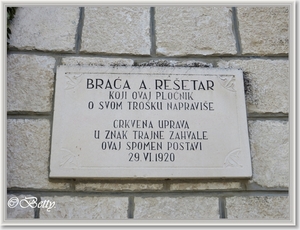 BRAĆA A. REŠETAR
KOJI OVAJ PLOČNIK
O SVOM TROŠKU NAPRAVIŠE
CRKVENA UPRAVA
U ZNAK TRAJNE ZAHVALE
OVAJ SPOMEN POSTAVI
29.VI.1920
©Betty